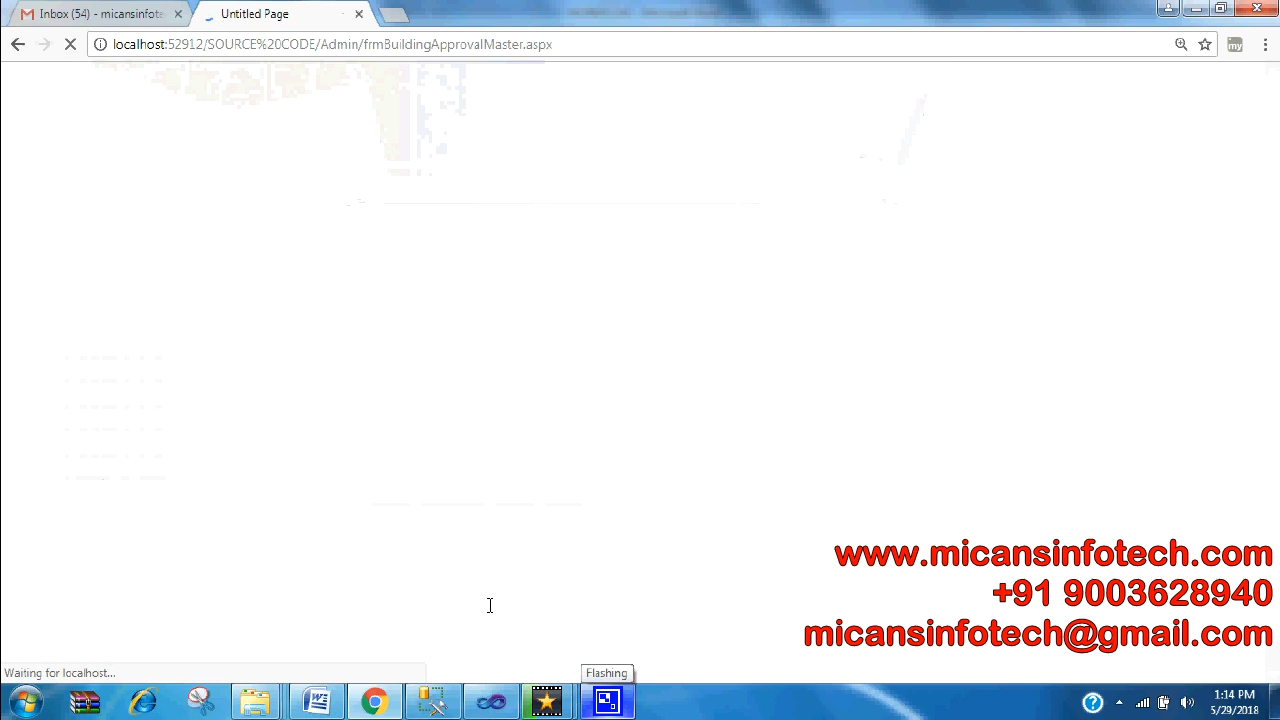 Inbox (54) - micansinfote
Untitled Page
localhost:52912/SOURCE%20CODE/Admin/frmBuildingApprovalMaster.aspx
my
www.micansinfotech.com
+91 9003628940
micansinfotech@gmail.com
Waiting for localhost...
Flashing
1:14 PM
5/29/2018